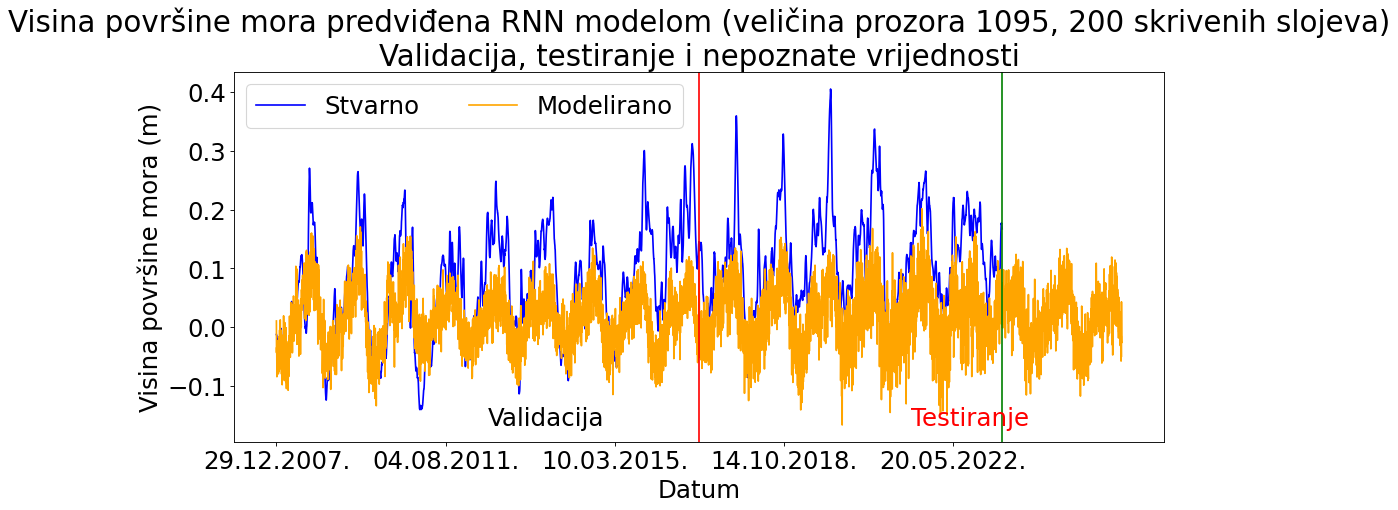 Visina površine mora predviđena RNN modelom (veličina prozora 1095, 200 skrivenih slojeva)
Validacija, testiranje i nepoznate vrijednosti
Stvarno
Modelirano
Visina površine mora (m)
0.4
0.3
0.2
0.1
0.0
−0.1
Validacija
Testiranje
29.12.2007.
04.08.2011.
10.03.2015.
14.10.2018.
20.05.2022.
Datum